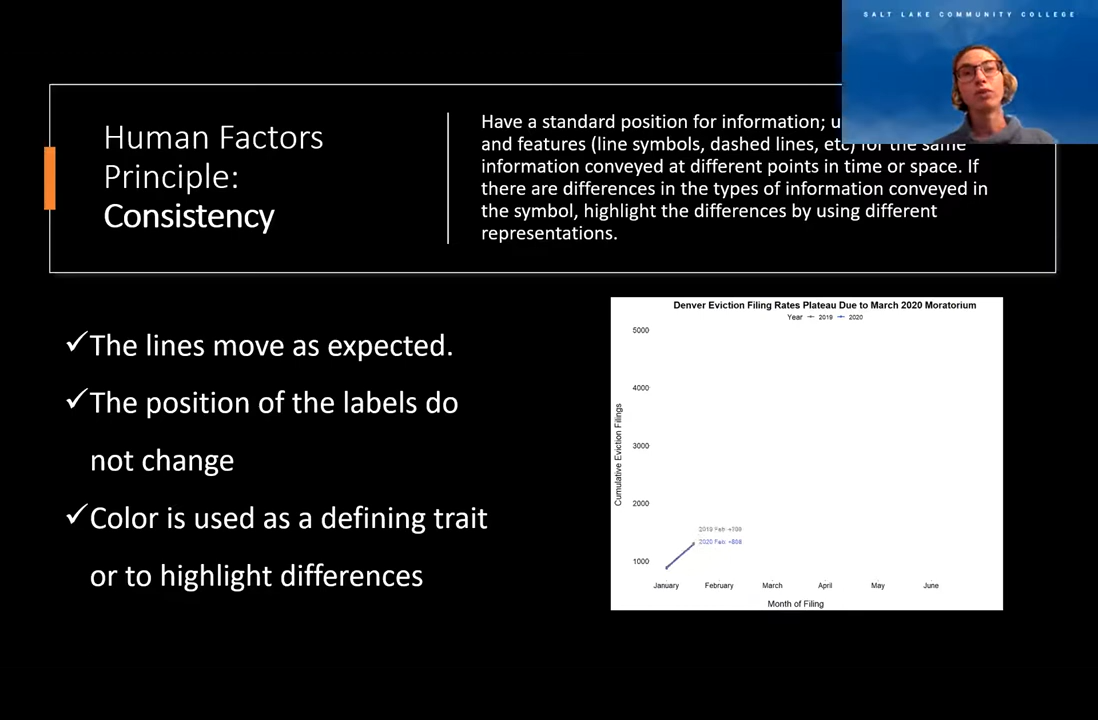 SALT LAKE COMMUNITY COLLEGE
Human Factors
Principle:
Consistency
Have a standard position for information;
and features (line symbols, dashed lines, etc) for the same
information conveyed at different points in time or space. If
there are differences in the types of information conveyed in
the symbol, highlight the differences by using different
representations.
✓The lines move as expected.
✓The position of the labels do
not change
✓Color is used as a defining trait
or to highlight differences
Denver Eviction Filing Rates Plateau Due to March 2020 Moratorium
Year 2019 2020
5000
4000
3000
2000
1000
Cumulative Eviction Filings
2019 Feb:
2020 Feb:
January February March April May June
Month of Filing